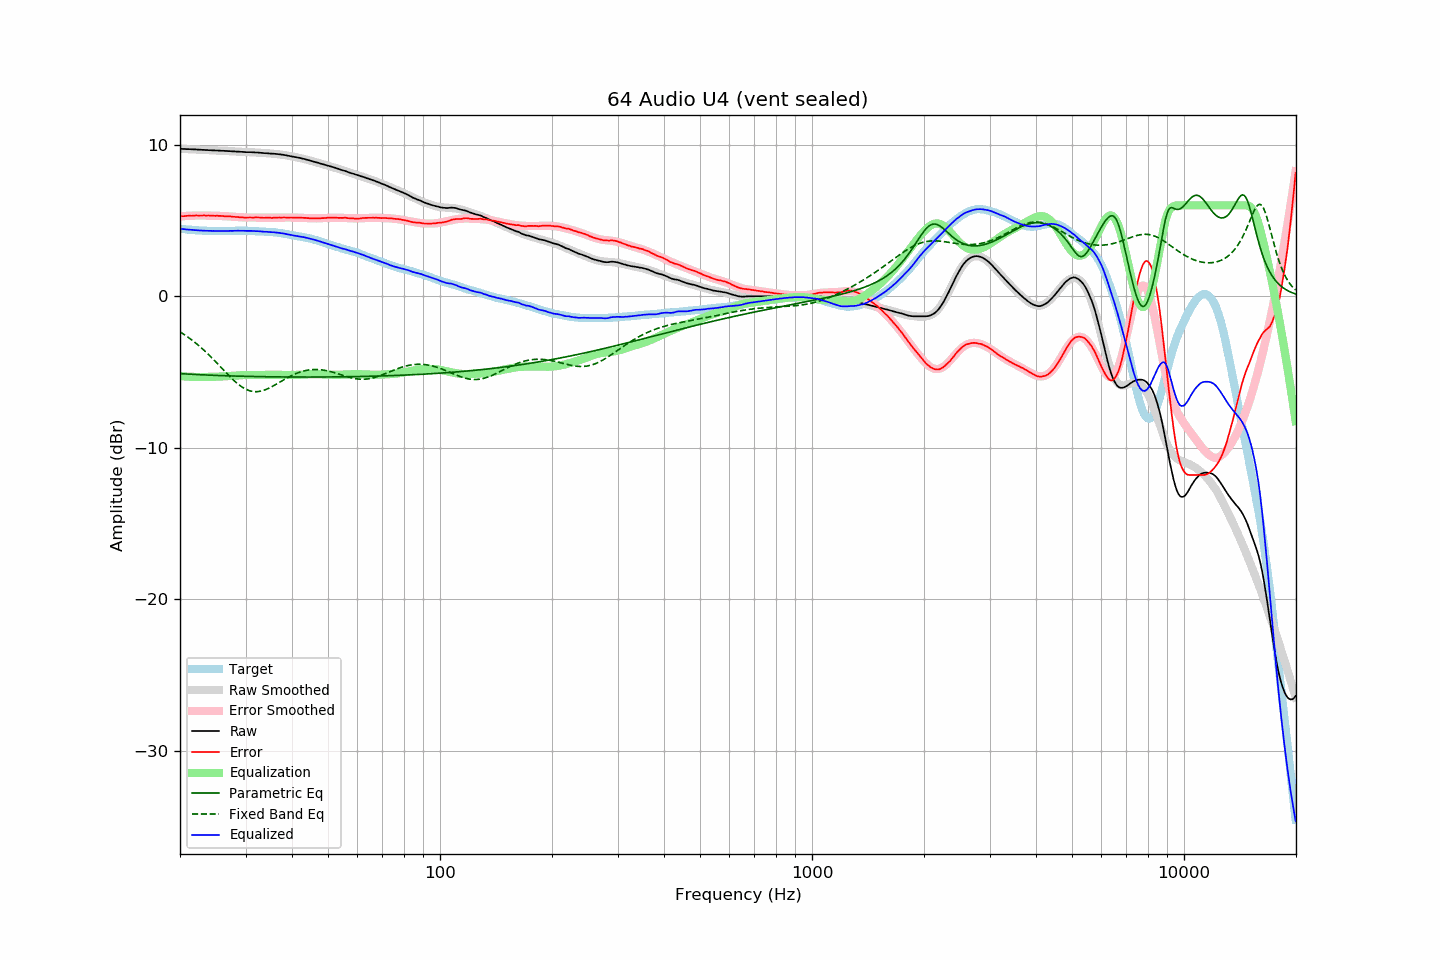 64 Audio U4 (vent sealed)
10
0
−10
−20
−30
Amplitude (dBr)
Target
Raw Smoothed
Error Smoothed
Raw
Error
Equalization
Parametric Eq
Fixed Band Eq
Equalized
100
1000
10000
Frequency (Hz)